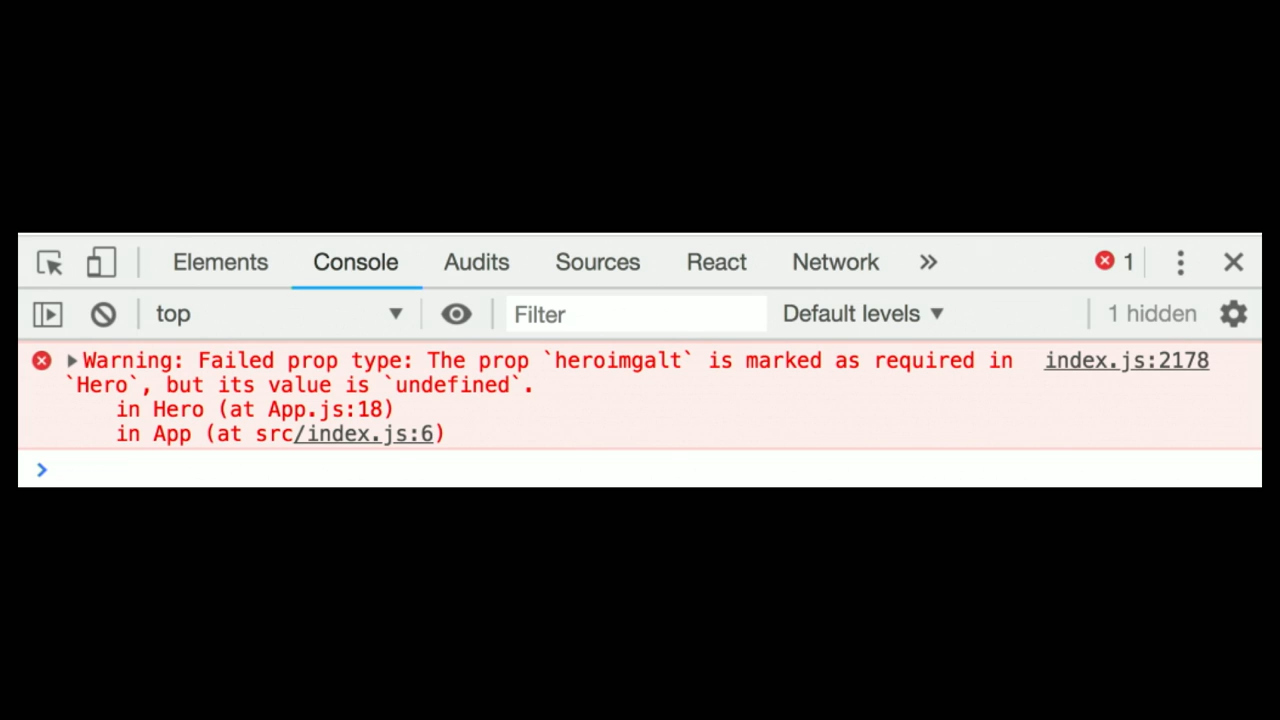 Elements Console Audits Sources React Network » 1
top Filter Default levels 1 hidden
Warning: Failed prop type: The prop `heroimgalt` is marked as required in index.js:2178
`Hero`, but its value is `undefined`.
in Hero (at App.js:18)
in App (at src/index.js:6)